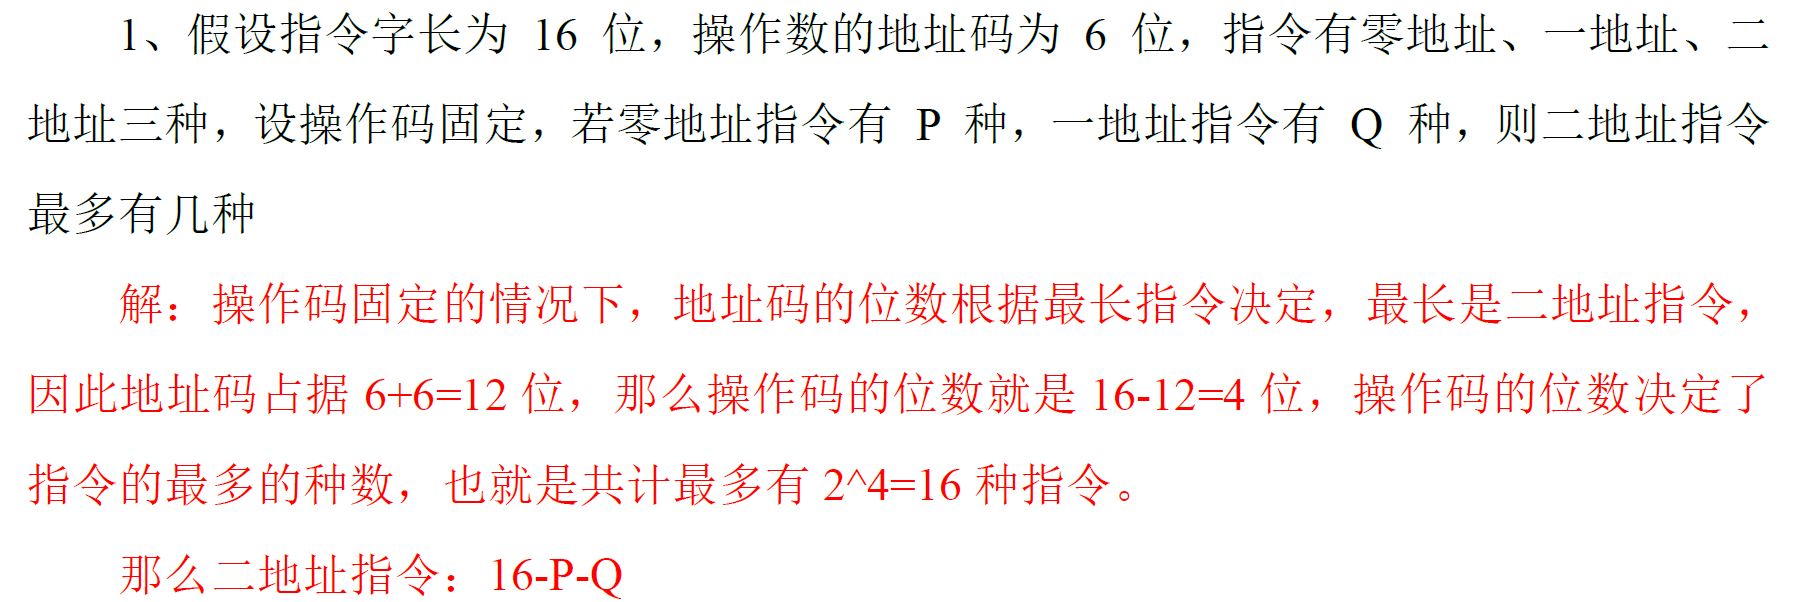 1、假设指令字长为 16 位，操作数的地址码为 6 位，指令有零地址、一地址、二
地址三种，设操作码固定，若零地址指令有 P 种，一地址指令有 Q 种，则二地址指令
最多有几种
解：操作码固定的情况下，地址码的位数根据最长指令决定，最长是二地址指令，
因此地址码占据 6+6=12 位，那么操作码的位数就是 16-12=4 位，操作码的位数决定了
指令的最多的种数，也就是共计最多有 2^4=16 种指令。
那么二地址指令：16-P-Q